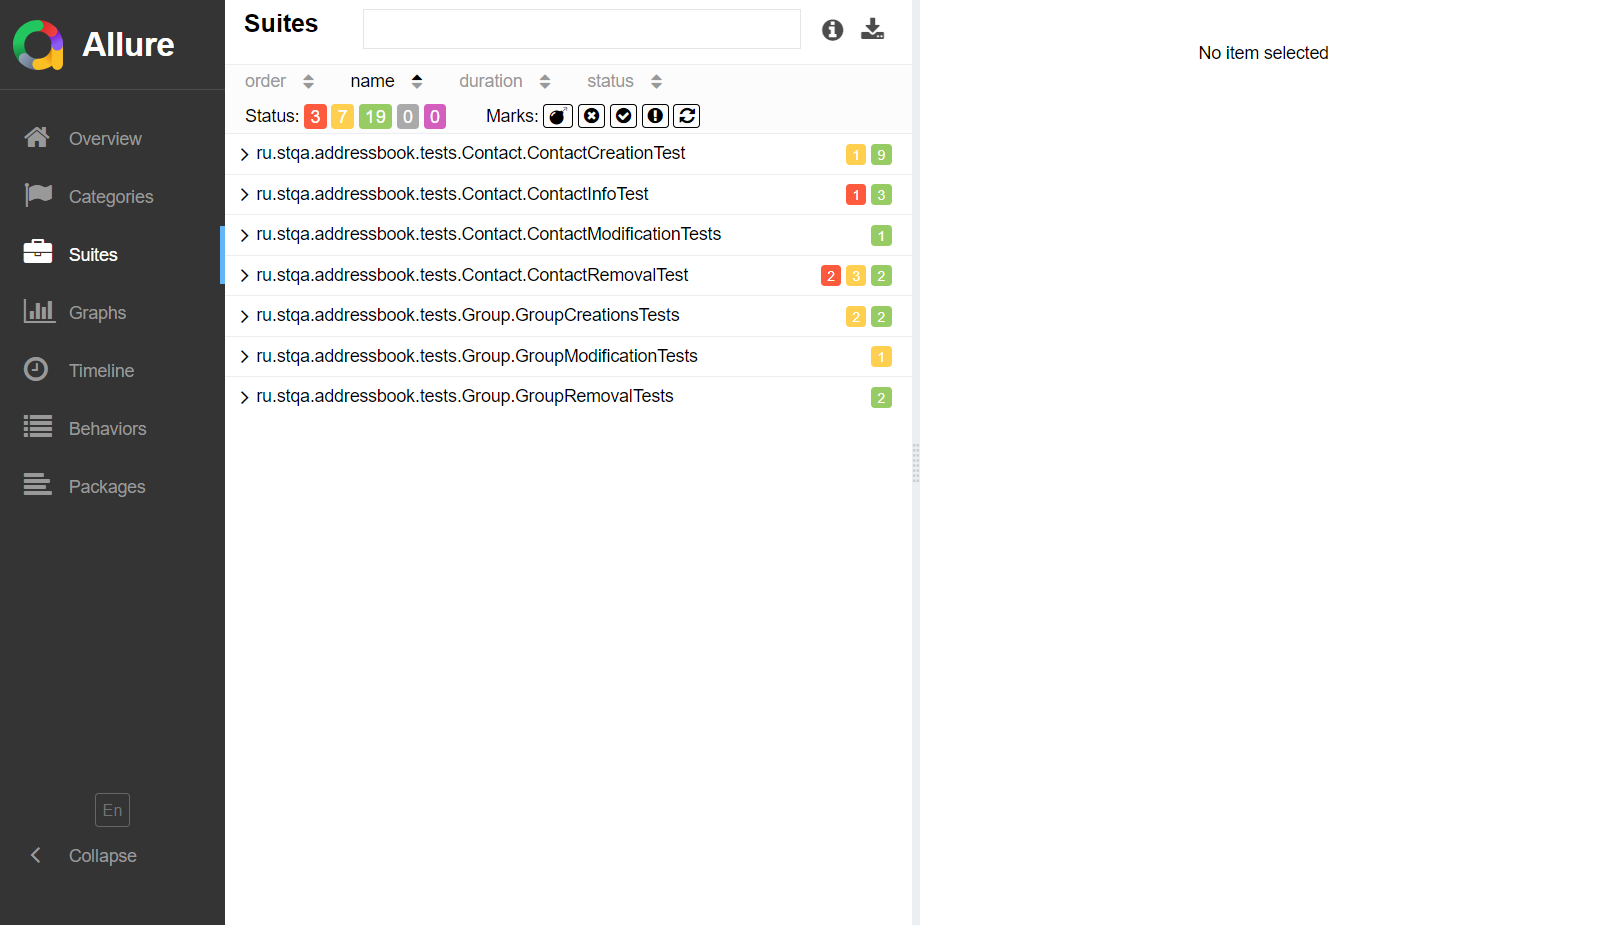 Allure
Overview
Categories
Suites
Graphs
Timeline
Behaviors
Packages
En
Collapse
Suites
order name duration status
Status: 3 7 19 0 0 Marks:
ru.stqa.addressbook.tests.Contact.ContactCreationTest 1 9
ru.stqa.addressbook.tests.Contact.ContactInfoTest 1 3
ru.stqa.addressbook.tests.Contact.ContactModificationTests 1
ru.stqa.addressbook.tests.Contact.ContactRemovalTest 2 3 2
ru.stqa.addressbook.tests.Group.GroupCreationsTests 2 2
ru.stqa.addressbook.tests.Group.GroupModificationTests 1
ru.stqa.addressbook.tests.Group.GroupRemovalTests 2
No item selected